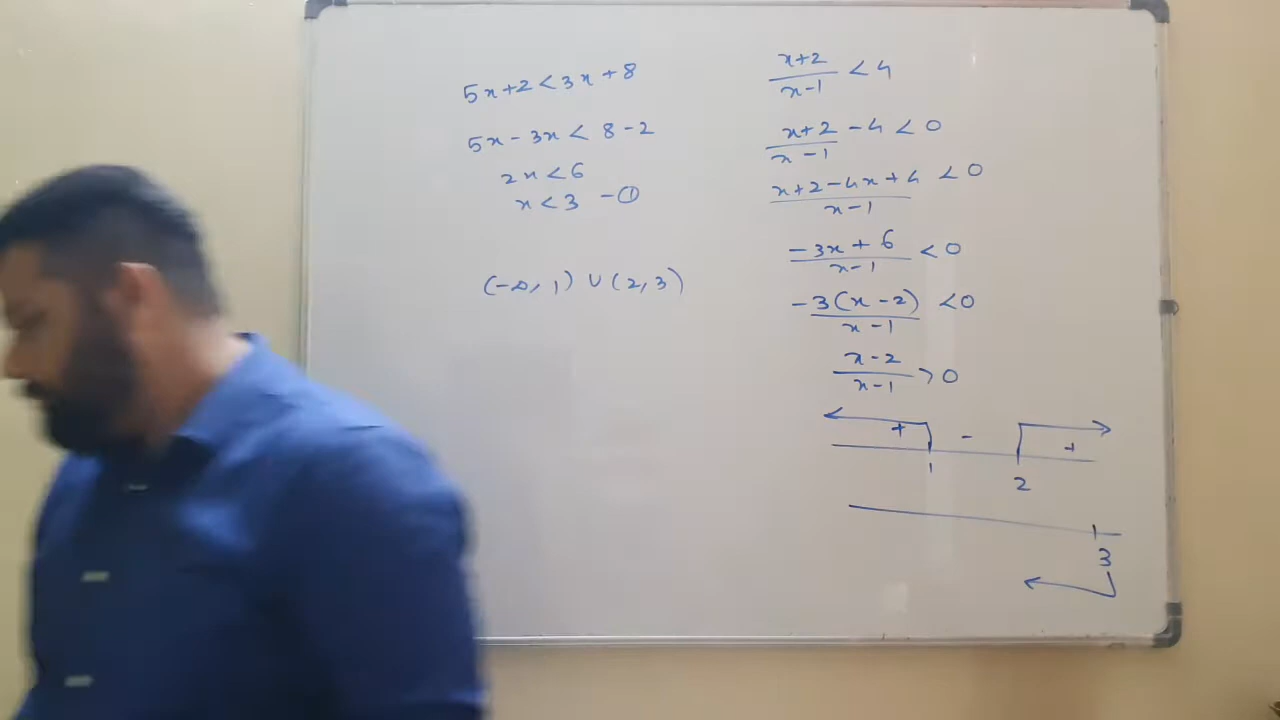 5x+2<3x+8
5x-3x<8-2
2x<6
x<3 -①
(-∞,1)∪(2,3)
x+2/x-1 <4
x+2/x-1 -4<0
x+2-4x+4/x-1 <0
-3x+6/x-1 <0
-3(x-2)/x-1 <0
x-2/x-1 >0
+ - +
1 2
3